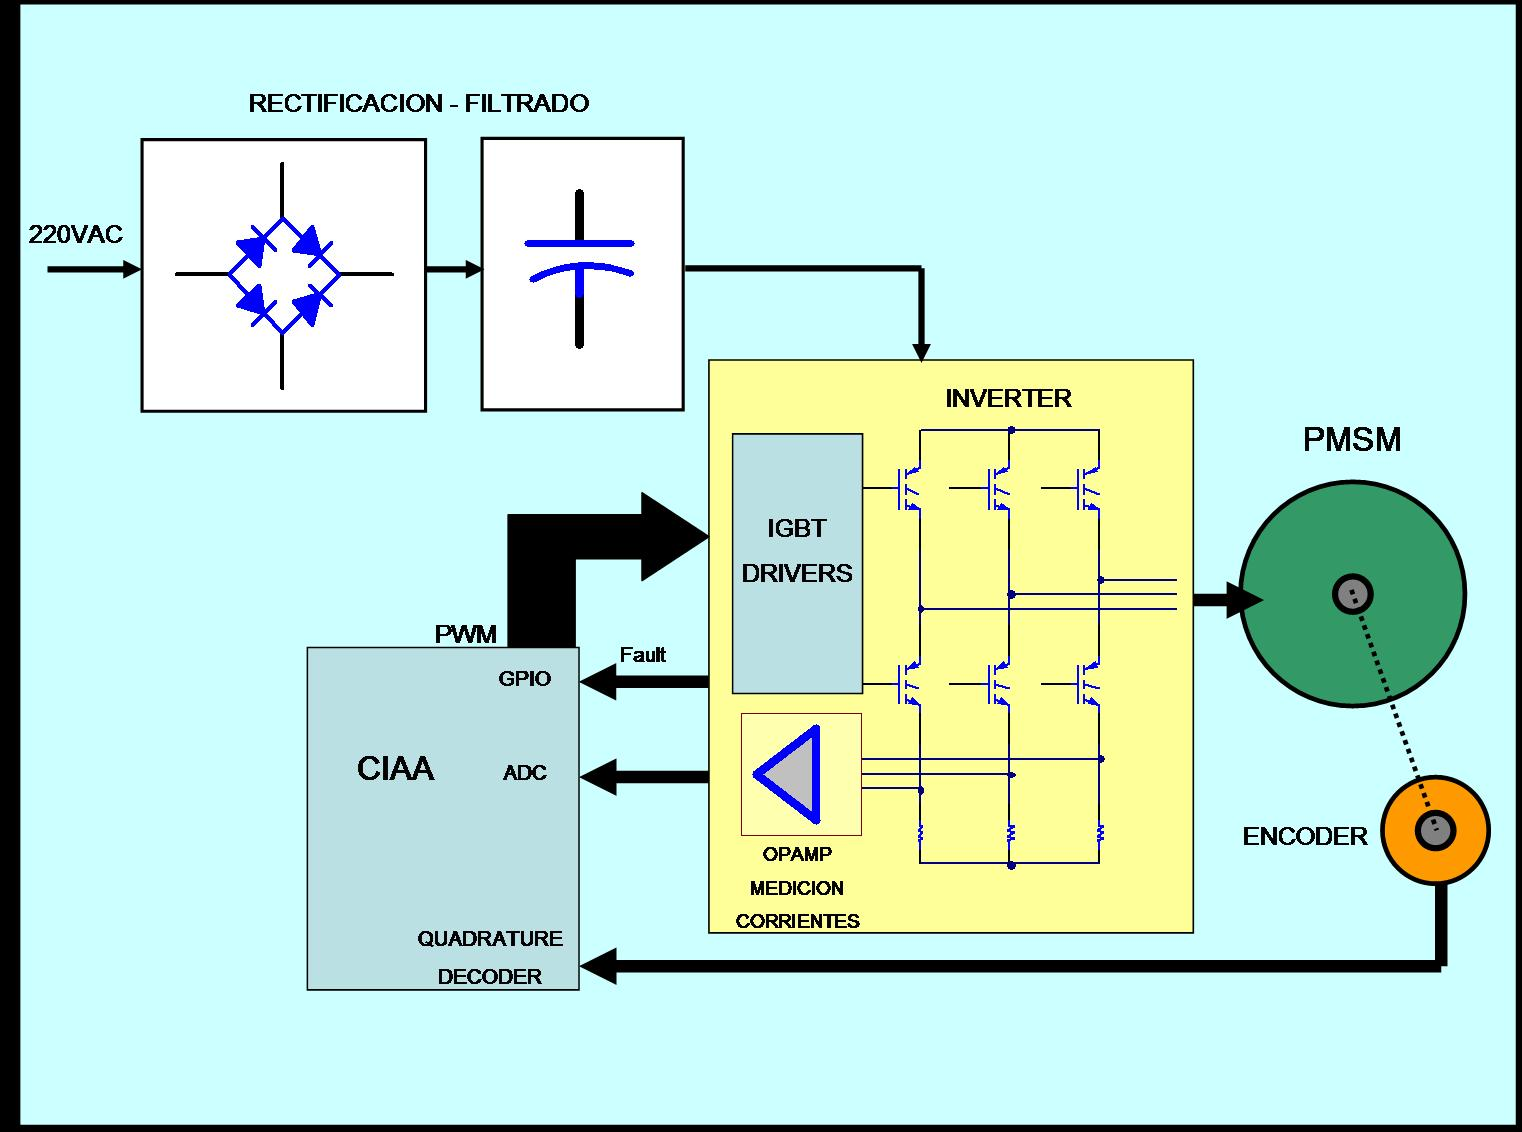 RECTIFICACION - FILTRADO
220VAC
INVERTER
PMSM
IGBT
DRIVERS
PWM
Fault
GPIO
CIAA
ADC
OPAMP
MEDICION
CORRIENTES
ENCODER
QUADRATURE
DECODER